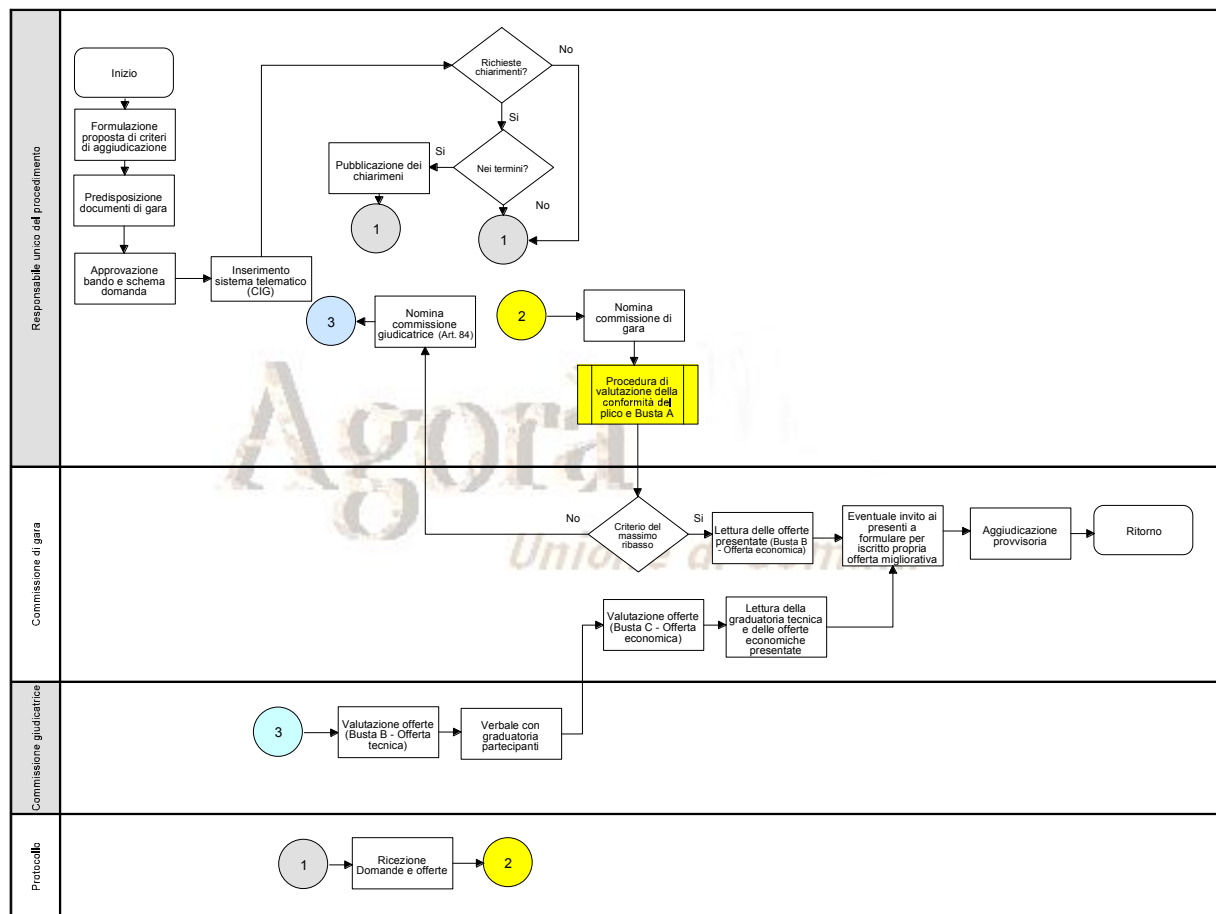 Responsabile unico del procedimento
Inizio
Formulazione
proposta di criteri
di aggiudicazione
Predisposizione
documenti di gara
Approvazione
bando e schema
domanda
Inserimento
sistema telematico
(CIG)
Richieste
chiarimenti?
No
Si
Nei termini?
Si
No
Pubblicazione dei
chiarimeni
1
1
3
Nomina
commissione
giudicatrice (Art. 84)
2
Nomina
commissione di
gara
Procedura di
valutazione della
conformità del
plico e Busta A
Agorà
Commissione di gara
No
Criterio del
massimo
ribasso
Si
Lettura delle offerte
presentate (Busta B
- Offerta economica)
Eventuale invito ai
presenti a
formulare per
iscritto propria
offerta migliorativa
Aggiudicazione
provvisoria
Ritorno
Valutazione offerte
(Busta C - Offerta
economica)
Lettura della
graduatoria tecnica
e delle offerte
economiche
presentate
Commissione giudicatrice
3
Valutazione offerte
(Busta B - Offerta
tecnica)
Verbale con
graduatoria
partecipanti
Protocollo
1
Ricezione
Domande e offerte
2